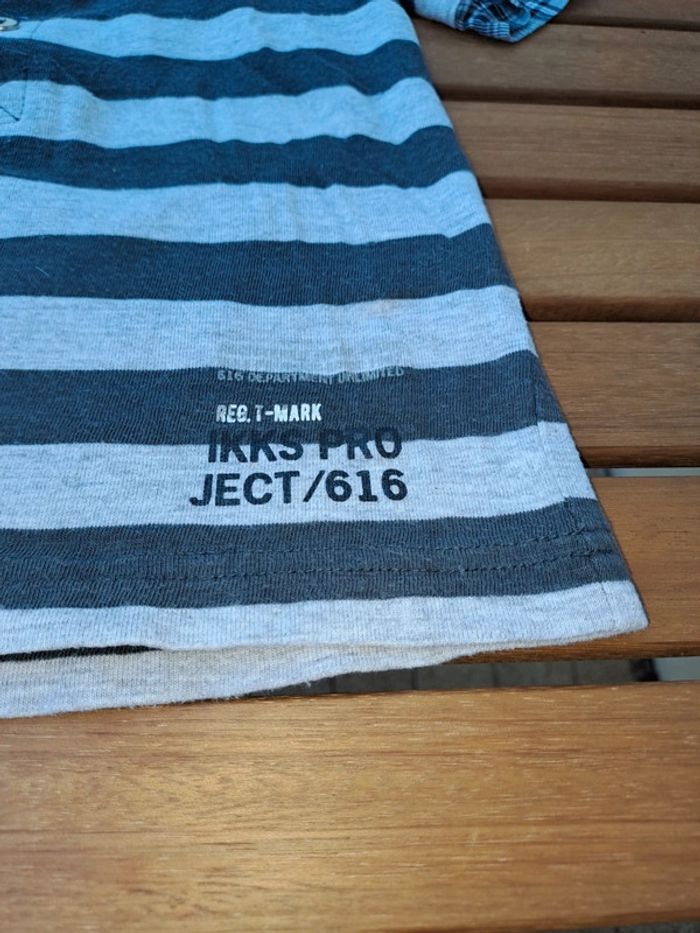 616 DEPARTMENT UNLIMITED
REG. T-MARK
IKKS PRO
JECT/616